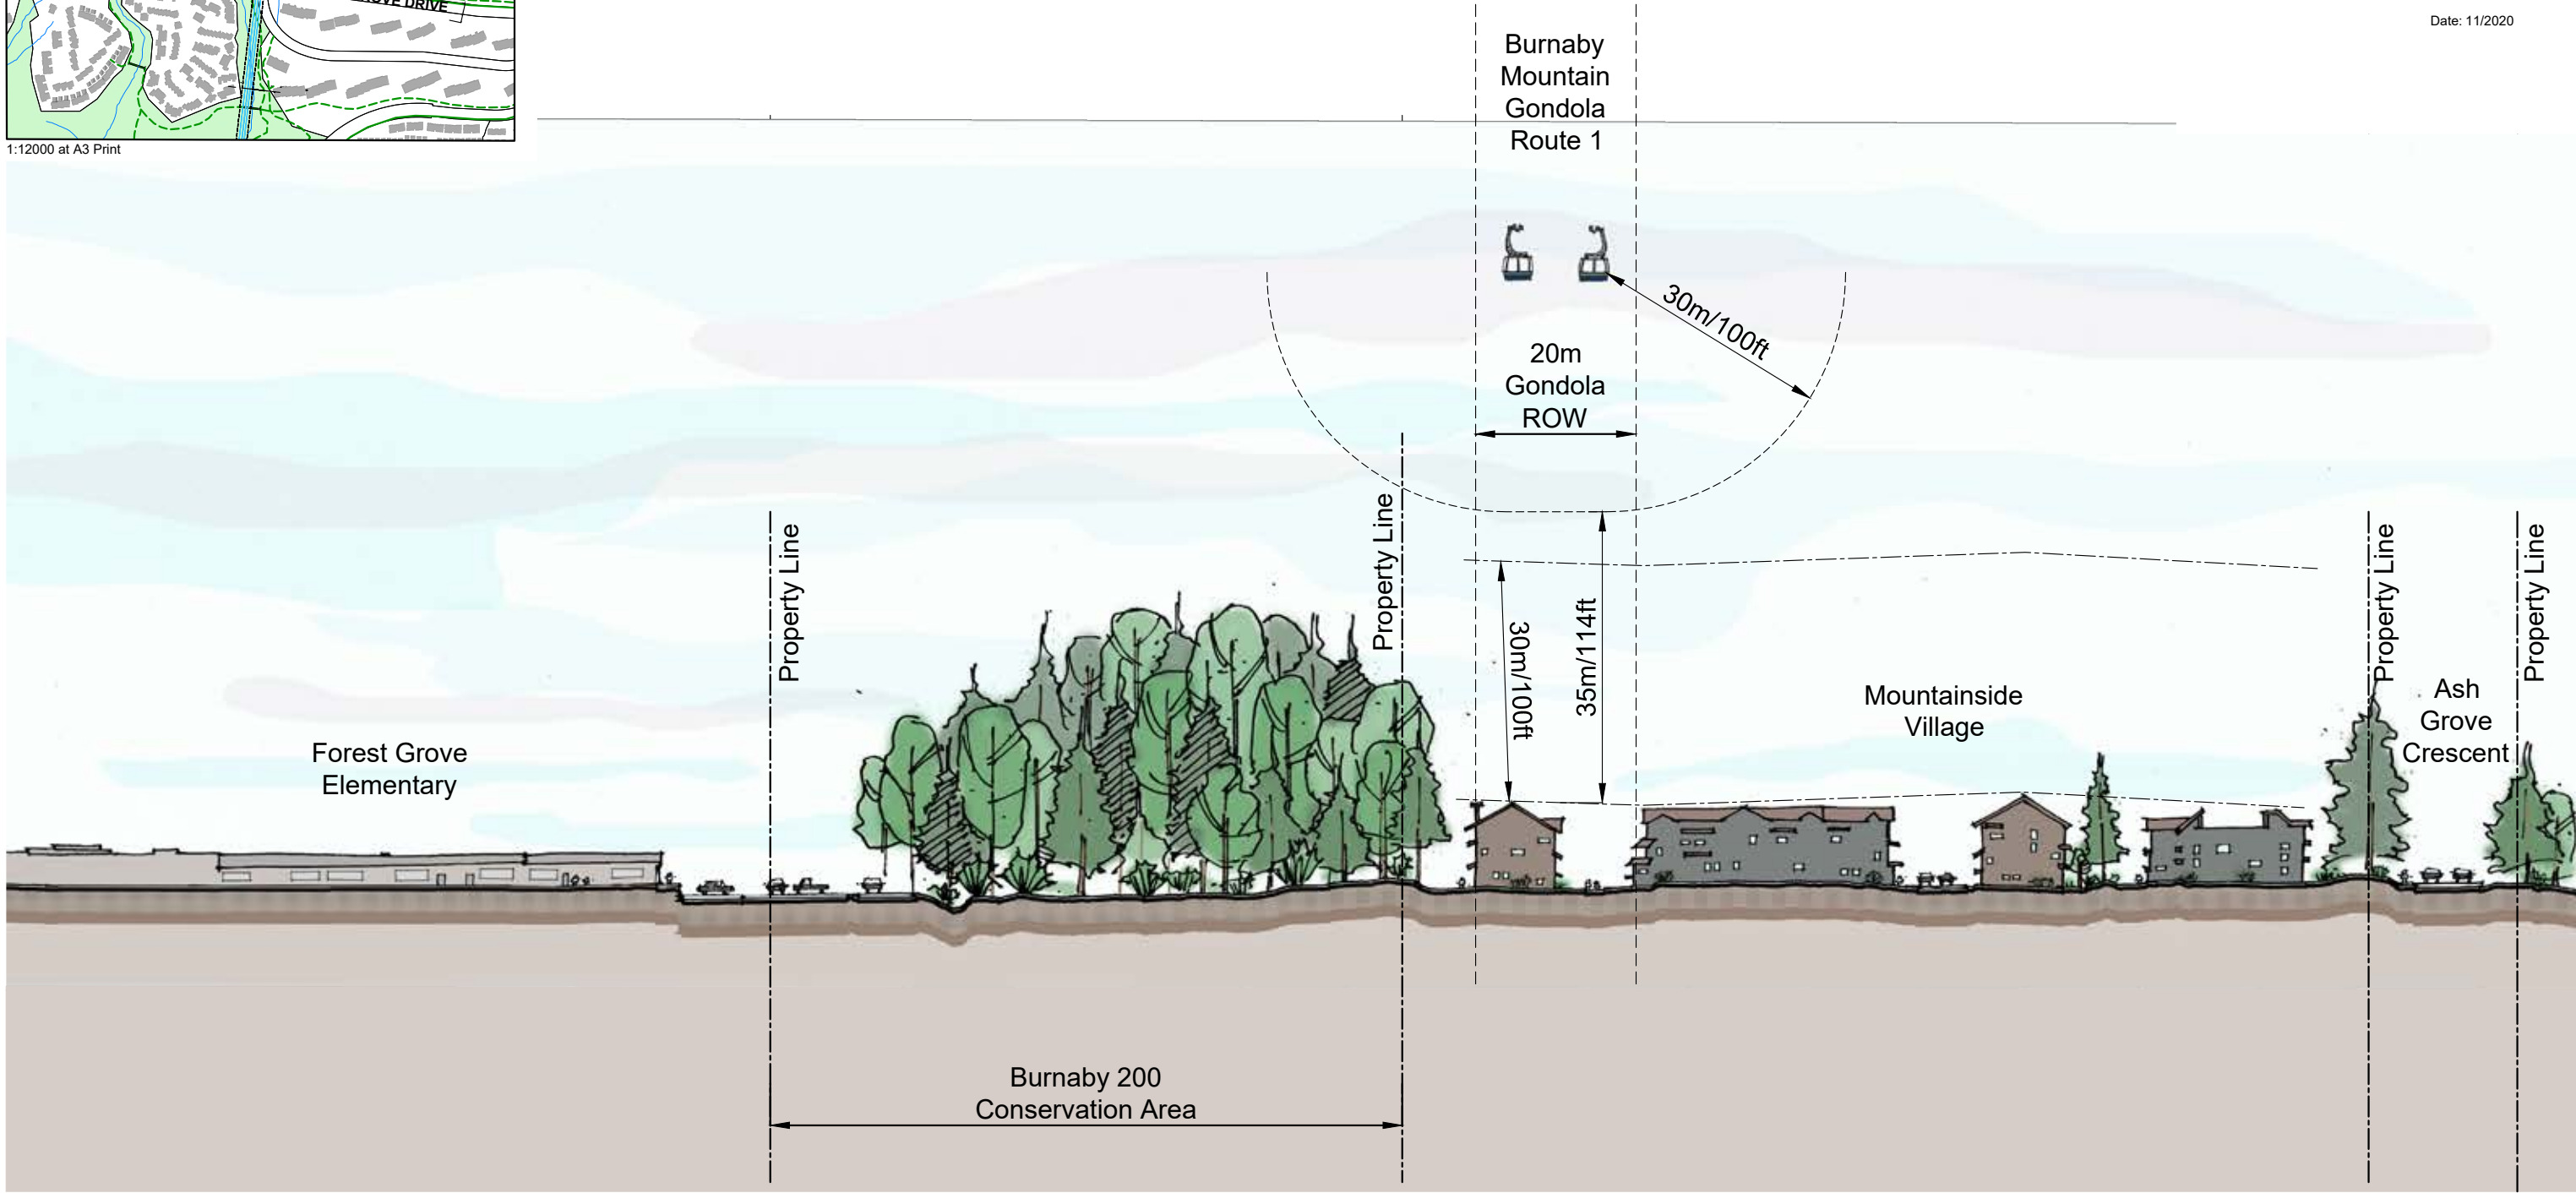 DRIVE
Date: 11/2020
1:12000 at A3 Print
Burnaby
Mountain
Gondola
Route 1
30m/100ft
20m
Gondola
ROW
Property Line
Property Line
30m/100ft
35m/114ft
Property Line
Property Line
Forest Grove
Elementary
Mountainside
Village
Ash
Grove
Crescent
Burnaby 200
Conservation Area